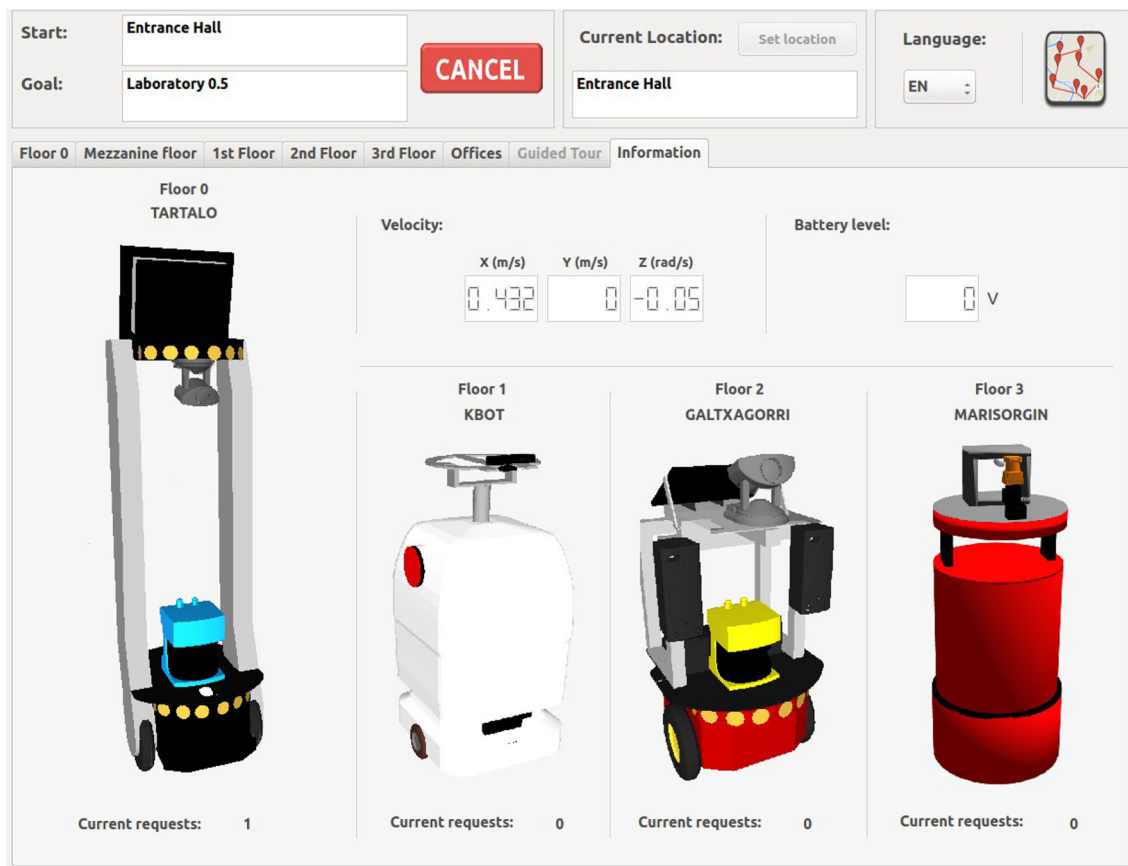 Start:
Entrance Hall
Goal:
Laboratory 0.5
CANCEL
Current Location:
Set location
Entrance Hall
Language:
EN
Floor 0 Mezzanine floor 1st Floor 2nd Floor 3rd Floor Offices Guided Tour Information
Floor 0
TARTALO
Velocity:
X (m/s) Y (m/s) Z (rad/s)
0.432 0 -0.05
Battery level:
0 V
Floor 1
KBOT
Floor 2
GALTXAGORRI
Floor 3
MARISORGIN
Current requests: 1
Current requests: 0
Current requests: 0
Current requests: 0